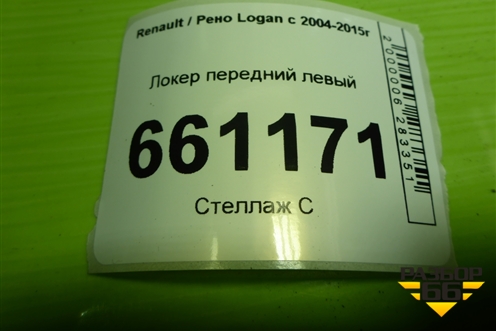 Renault / Рено Logan с 2004-2015г
Локер передний левый
661171
Стеллаж С
2000006283351
РАЗБОР
66